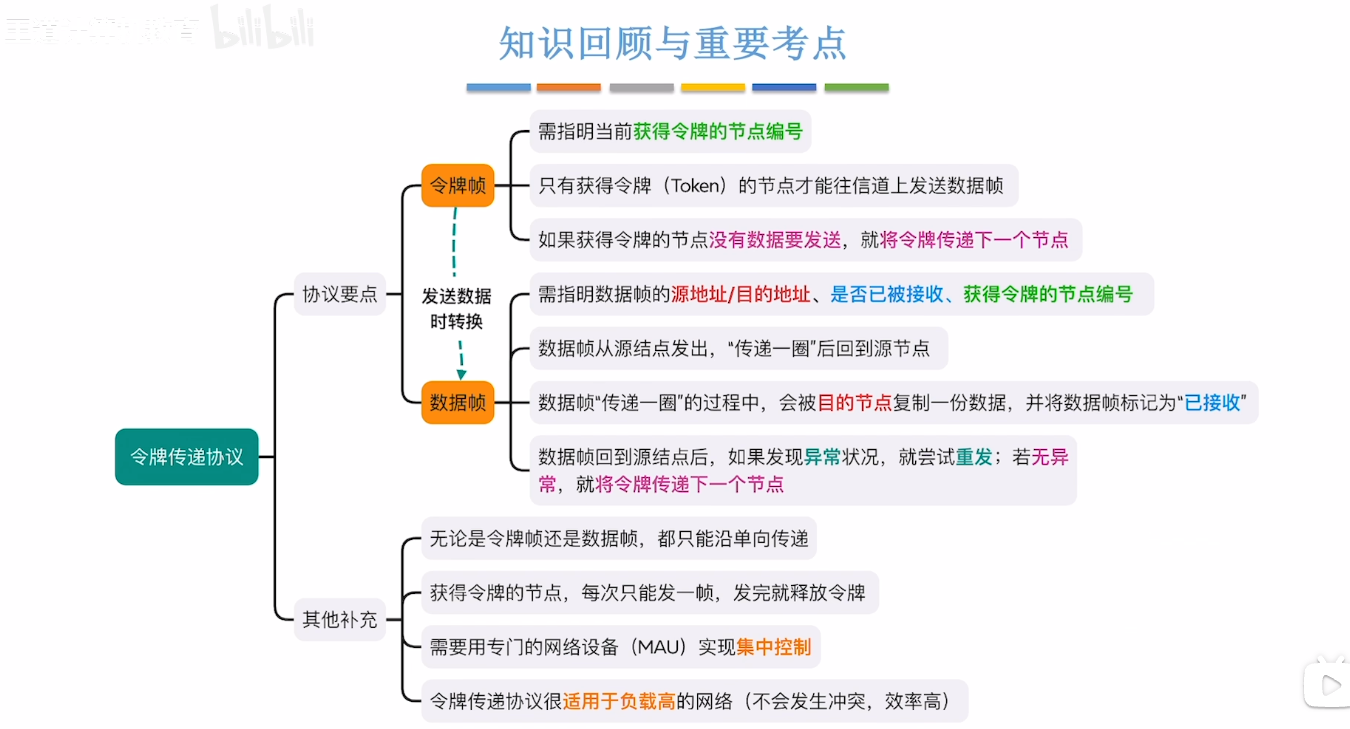 bilibili
知识回顾与重要考点
需指明当前获得令牌的节点编号
令牌帧
只有获得令牌（Token）的节点才能往信道上发送数据帧
如果获得令牌的节点没有数据要发送，就将令牌传递下一个节点
协议要点
发送数据
时转换
需指明数据帧的源地址/目的地址、是否已被接收、获得令牌的节点编号
数据帧从源结点发出，“传递一圈”后回到源节点
数据帧
数据帧“传递一圈”的过程中，会被目的节点复制一份数据，并将数据帧标记为“已接收”
令牌传递协议
数据帧回到源结点后，如果发现异常状况，就尝试重发；若无异
常，就将令牌传递下一个节点
无论是令牌帧还是数据帧，都只能沿单向传递
获得令牌的节点，每次只能发一帧，发完就释放令牌
其他补充
需要用专门的网络设备（MAU）实现集中控制
令牌传递协议很适用于负载高的网络（不会发生冲突，效率高）